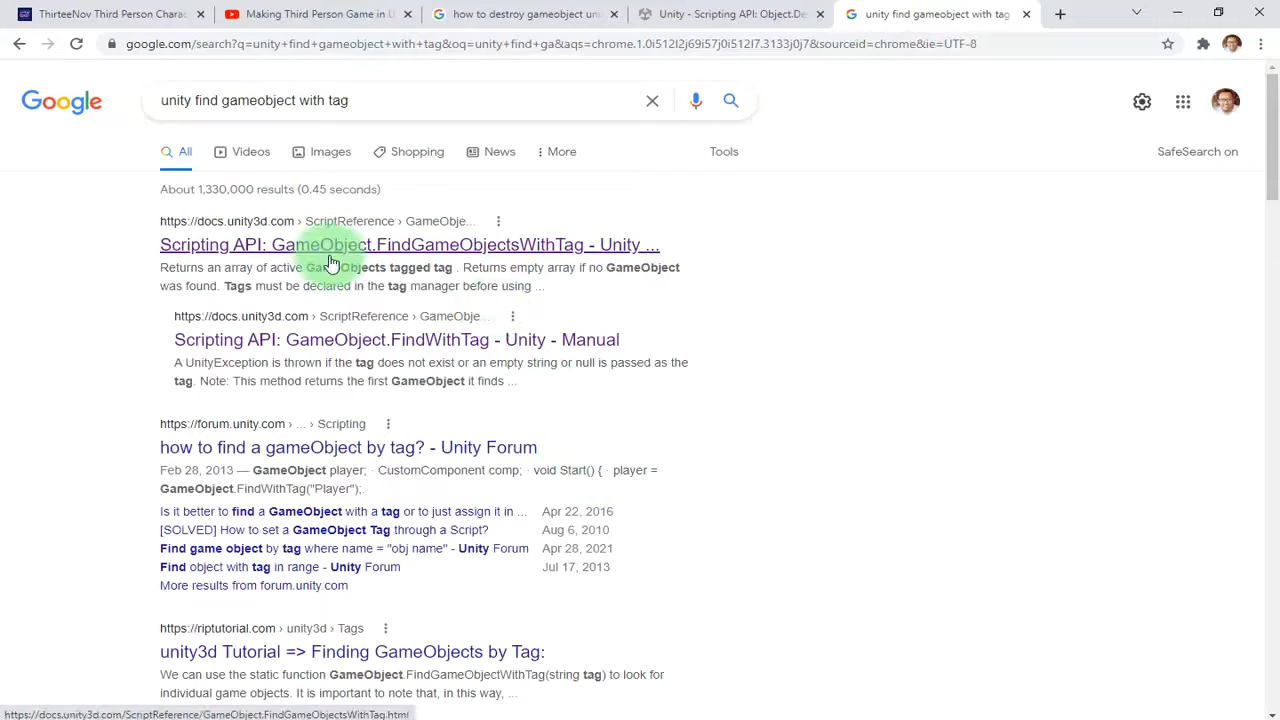 ThirteeNov Third Person Charac
Making Third Person Game in U
how to destroy gameobject uni
Unity - Scripting API: Object.De
unity find gameobject with tag
google.com/search?q=unity+find+gameobject+with+tag&oq=unity+find+ga&aqs=chrome.1.0i512l2j69i57j0i512l7.3133j0j7&sourceid=chrome&ie=UTF-8
Google
unity find gameobject with tag
All
Videos
Images
Shopping
News
More
Tools
SafeSearch on
About 1,330,000 results (0.45 seconds)
https://docs.unity3d.com › ScriptReference › GameObje...
Scripting API: GameObject.FindGameObjectsWithTag - Unity ...
Returns an array of active GameObjects tagged tag . Returns empty array if no GameObject
was found. Tags must be declared in the tag manager before using ...
https://docs.unity3d.com › ScriptReference › GameObje...
Scripting API: GameObject.FindWithTag - Unity - Manual
A UnityException is thrown if the tag does not exist or an empty string or null is passed as the
tag. Note: This method returns the first GameObject it finds ...
https://forum.unity.com › ... › Scripting
how to find a gameObject by tag? - Unity Forum
Feb 28, 2013 — GameObject player; · CustomComponent comp; · void Start() { · player =
GameObject.FindWithTag("Player");.
Is it better to find a GameObject with a tag or to just assign it in ... Apr 22, 2016
[SOLVED] How to set a GameObject Tag through a Script? Aug 6, 2010
Find game object by tag where name = "obj name" - Unity Forum Apr 28, 2021
Find object with tag in range - Unity Forum Jul 17, 2013
More results from forum.unity.com
https://riptutorial.com › unity3d › Tags
unity3d Tutorial => Finding GameObjects by Tag:
We can use the static function GameObject.FindGameObjectWithTag(string tag) to look for
individual game objects. It is important to note that, in this way, ...
https://docs.unity3d.com/ScriptReference/GameObject.FindGameObjectsWithTag.html